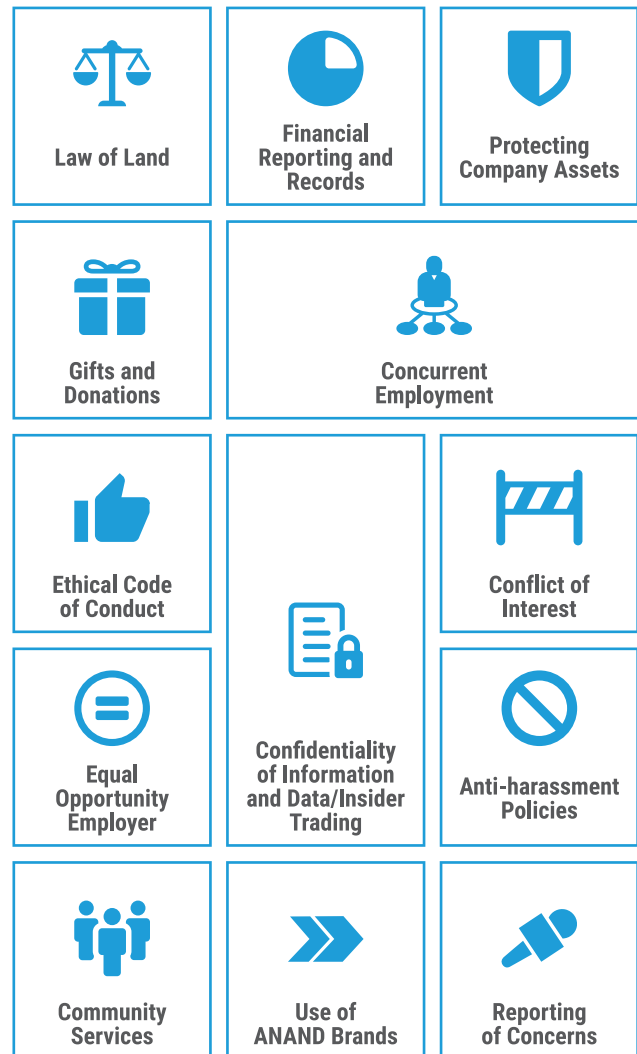 Law of Land
Financial
Reporting and
Records
Protecting
Company Assets
Gifts and
Donations
Concurrent
Employment
Ethical Code
of Conduct
Conflict of
Interest
Equal
Opportunity
Employer
Confidentiality
of Information
and Data/Insider
Trading
Anti-harassment
Policies
Community
Services
Use of
ANAND Brands
Reporting
of Concerns